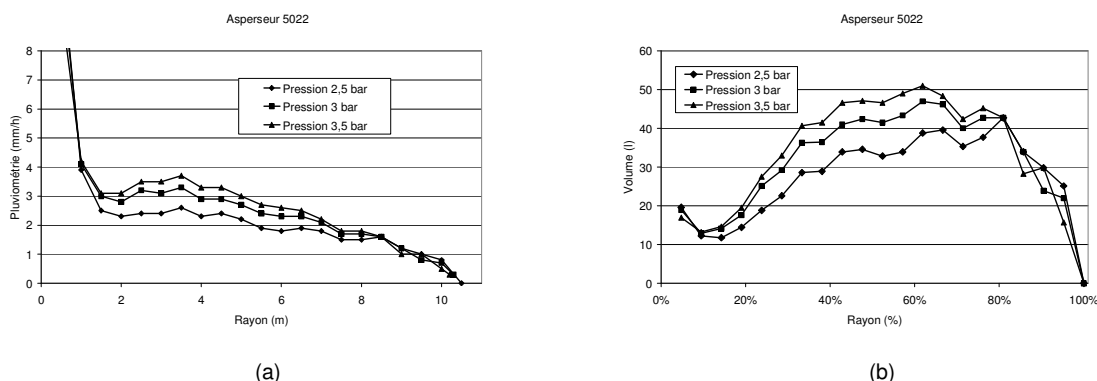 Asperseur 5022
8
7
6
5
4
3
2
1
0
Pluviométrie (mm/h)
Pression 2,5 bar
Pression 3 bar
Pression 3,5 bar
0 2 4 6 8 10
Rayon (m)
(a)
Asperseur 5022
60
50
40
30
20
10
0
Volume (l)
Pression 2,5 bar
Pression 3 bar
Pression 3,5 bar
0% 20% 40% 60% 80% 100%
Rayon (%)
(b)